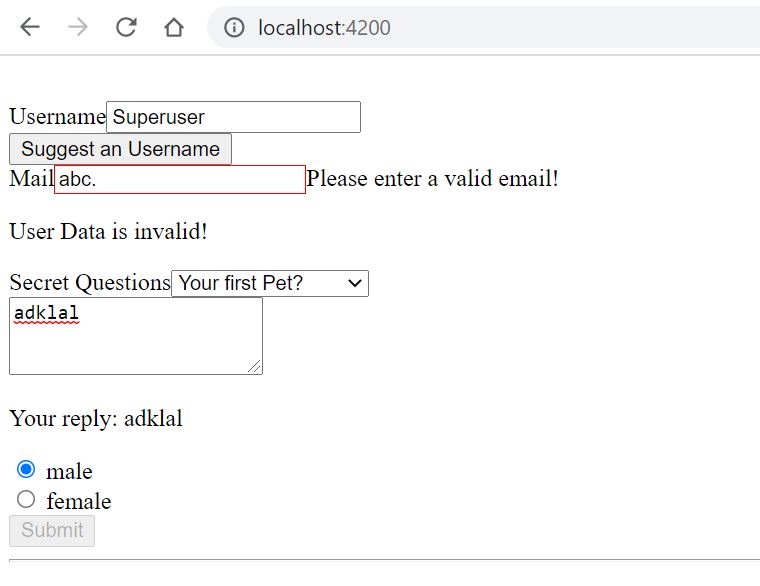 localhost:4200
Username Superuser
Suggest an Username
Mail abc. Please enter a valid email!
User Data is invalid!
Secret Questions Your first Pet?
adklal
Your reply: adklal
male
female
Submit